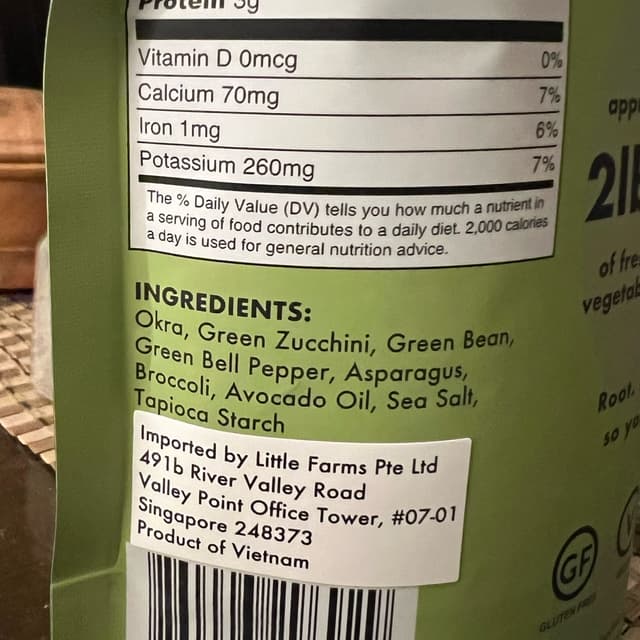 Protein 3g
Vitamin D 0mcg 0%
Calcium 70mg 7%
Iron 1mg 6%
Potassium 260mg 7%
The % Daily Value (DV) tells you how much a nutrient in
a serving of food contributes to a daily diet. 2,000 calories
a day is used for general nutrition advice.
INGREDIENTS:
Okra, Green Zucchini, Green Bean,
Green Bell Pepper, Asparagus,
Broccoli, Avocado Oil, Sea Salt,
Tapioca Starch
Imported by Little Farms Pte Ltd
491b River Valley Road
Valley Point Office Tower, #07-01
Singapore 248373
Product of Vietnam
of
Root.
so
GF
GLUTEN FREE